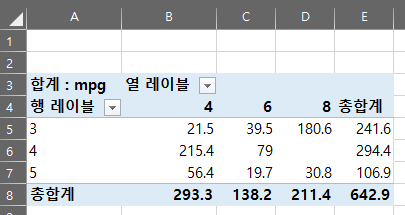 A B C D E
1
2
3 합계 : mpg 열 레이블
4 행 레이블 4 6 8 총합계
5 3 21.5 39.5 180.6 241.6
6 4 215.4 79 294.4
7 5 56.4 19.7 30.8 106.9
8 총합계 293.3 138.2 211.4 642.9